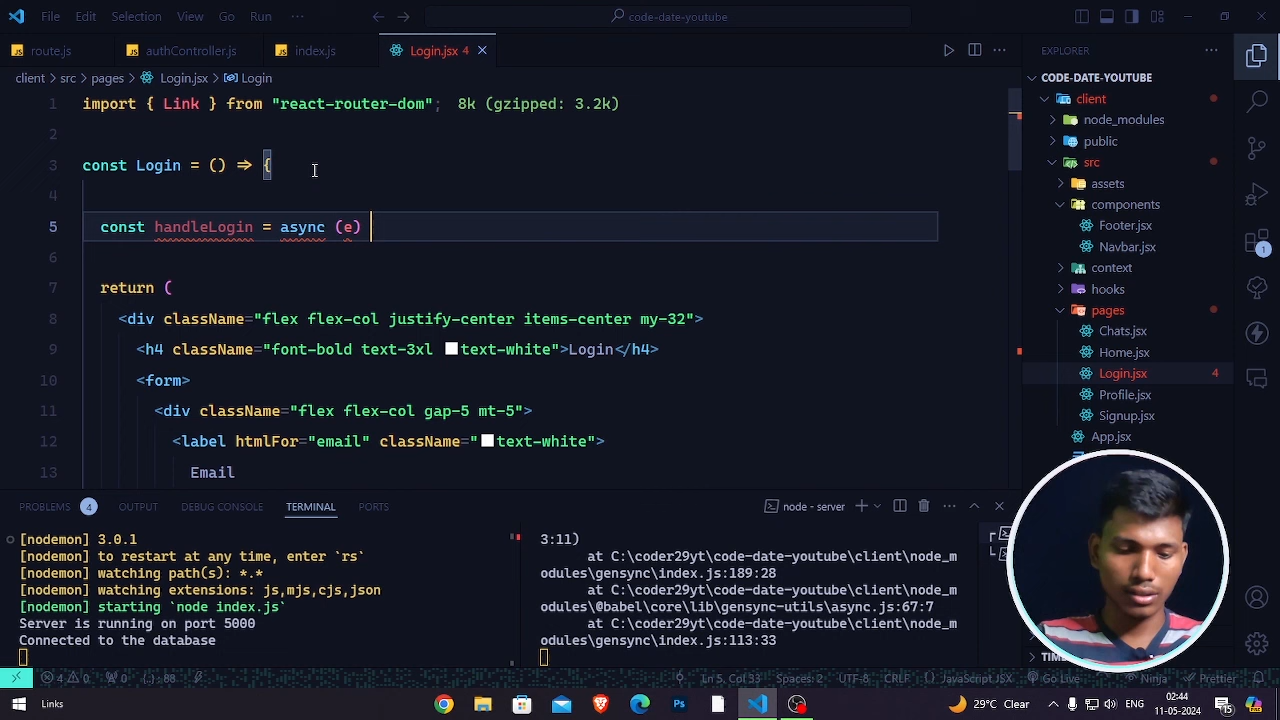 File Edit Selection View Go Run ··· code-date-youtube
route.js authController.js index.js Login.jsx 4
client > src > pages > Login.jsx > Login
1 import { Link } from "react-router-dom"; 8k (gzipped: 3.2k)
2
3 const Login = () => {
4
5 const handleLogin = async (e)
6
7 return (
8 <div className="flex flex-col justify-center items-center my-32">
9 <h4 className="font-bold text-3xl text-white">Login</h4>
10 <form>
11 <div className="flex flex-col gap-5 mt-5">
12 <label htmlFor="email" className="text-white">
13 Email
EXPLORER
CODE-DATE-YOUTUBE
client
node_modules
public
src
assets
components
Footer.jsx
Navbar.jsx
context
hooks
pages
Chats.jsx
Home.jsx
Login.jsx 4
Profile.jsx
Signup.jsx
App.jsx
1
PROBLEMS 4 OUTPUT DEBUG CONSOLE TERMINAL PORTS node - server
[nodemon] 3.0.1
[nodemon] to restart at any time, enter `rs`
[nodemon] watching path(s): *.*
[nodemon] watching extensions: js,mjs,cjs,json
[nodemon] starting `node index.js`
Server is running on port 5000
Connected to the database
3:11)
at C:\coder29yt\code-date-youtube\client\node_m
odules\gensync\index.js:189:28
at C:\coder29yt\code-date-youtube\client\node_m
odules\@babel\core\lib\gensync-utils\async.js:67:7
at C:\coder29yt\code-date-youtube\client\node_m
odules\gensync\index.js:113:33
4 0 0 88 Ln 5, Col 33 Spaces: 2 UTF-8 CRLF {} JavaScript JSX Go Live Ninja Prettier
Links 29°C Clear ENG 02:44 11-05-2024